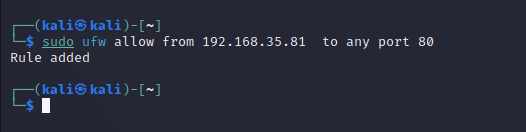 ┌──(kali㉿kali)-[~]
└─$ sudo ufw allow from 192.168.35.81  to any port 80
Rule added
┌──(kali㉿kali)-[~]
└─$